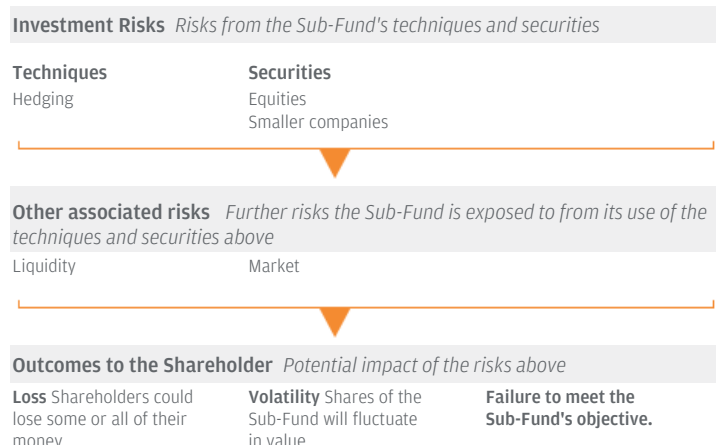 Investment Risks Risks from the Sub-Fund's techniques and securities
Techniques
Hedging
Securities
Equities
Smaller companies
Other associated risks Further risks the Sub-Fund is exposed to from its use of the
techniques and securities above
Liquidity
Market
Outcomes to the Shareholder Potential impact of the risks above
Loss Shareholders could
lose some or all of their
money
Volatility Shares of the
Sub-Fund will fluctuate
in value
Failure to meet the
Sub-Fund's objective.